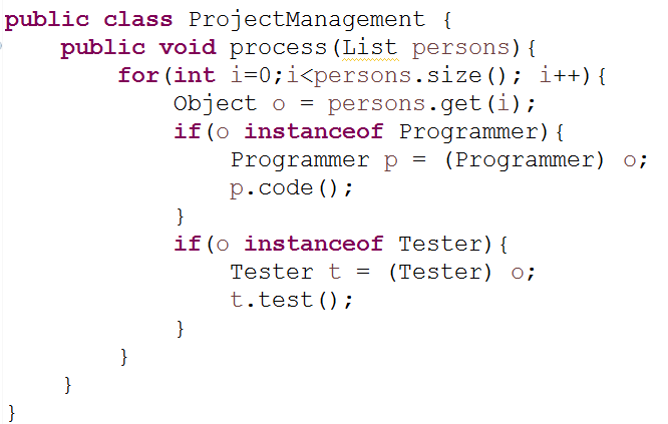 public class ProjectManagement {
public void process(List persons){
for(int i=0;i<persons.size(); i++){
Object o = persons.get(i);
if(o instanceof Programmer){
Programmer p = (Programmer) o;
p.code();
}
if(o instanceof Tester){
Tester t = (Tester) o;
t.test();
}
}
}
}